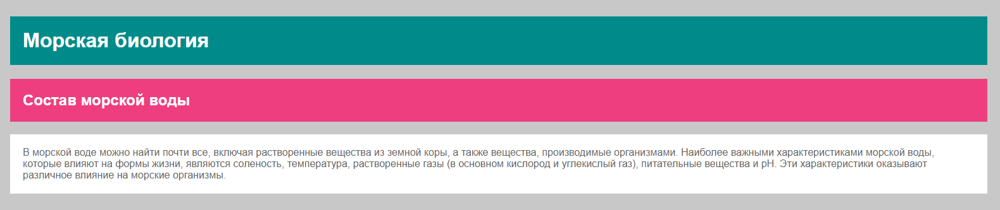 Морская биология
Состав морской воды
В морской воде можно найти почти все, включая растворенные вещества из земной коры, а также вещества, производимые организмами. Наиболее важными характеристиками морской воды,
которые влияют на формы жизни, являются соленость, температура, растворенные газы (в основном кислород и углекислый газ), питательные вещества и pH. Эти характеристики оказывают
различное влияние на морские организмы.